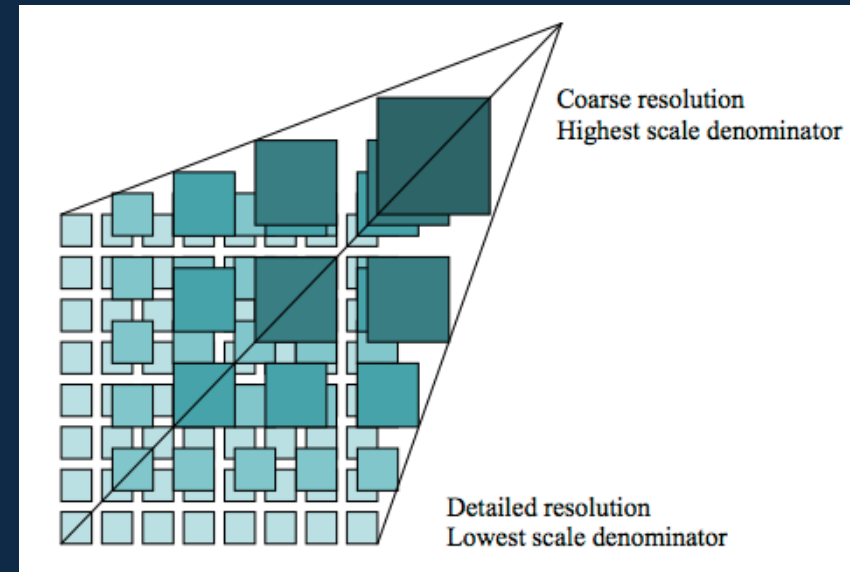 Coarse resolution
Highest scale denominator
Detailed resolution
Lowest scale denominator